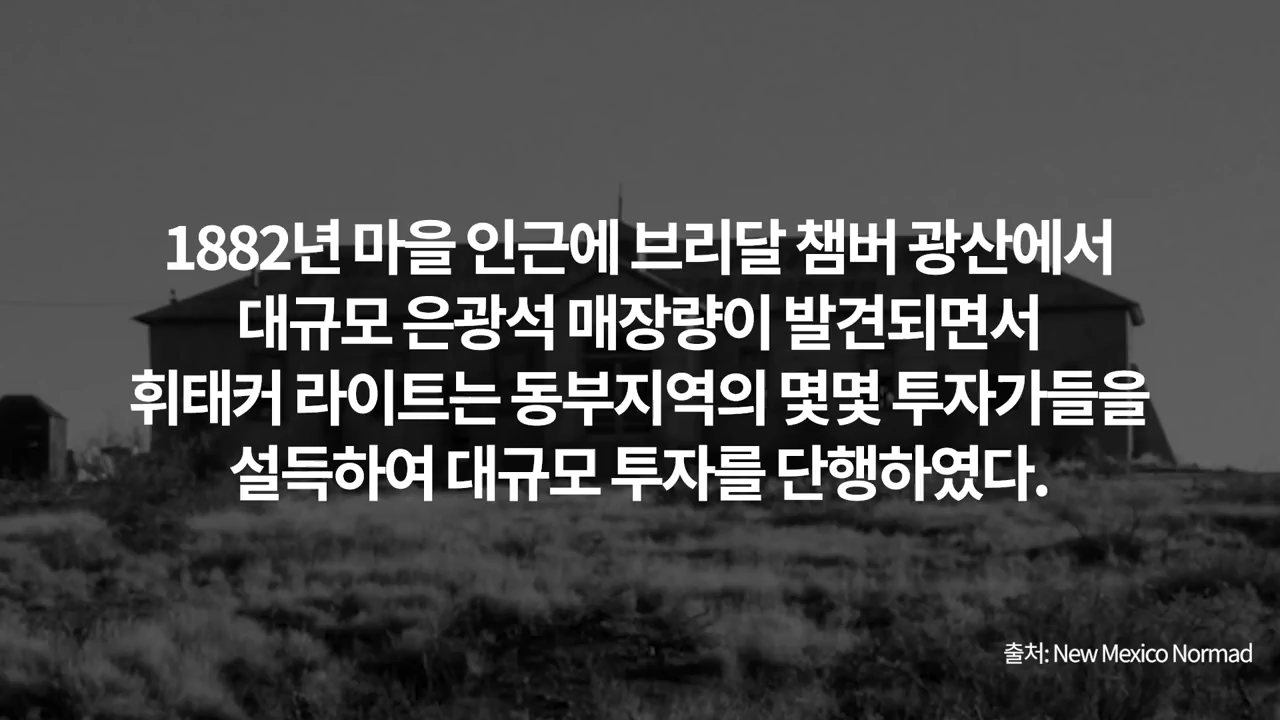 1882년 마을 인근에 브리달 챔버 광산에서
대규모 은광석 매장량이 발견되면서
휘태커 라이트는 동부지역의 몇몇 투자가들을
설득하여 대규모 투자를 단행하였다.
출처: New Mexico Normad